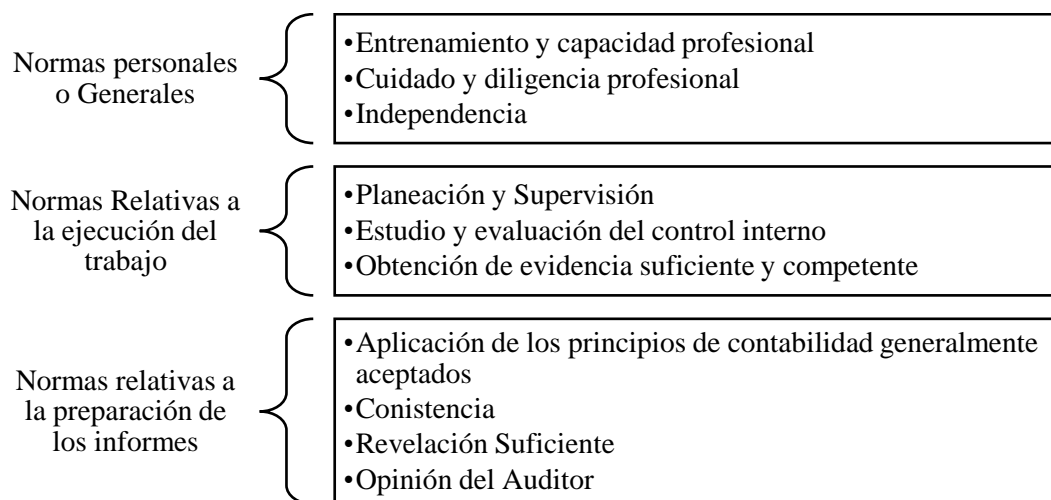 Normas personales
o Generales
•Entrenamiento y capacidad profesional
•Cuidado y diligencia profesional
•Independencia
Normas Relativas a
la ejecución del
trabajo
•Planeación y Supervisión
•Estudio y evaluación del control interno
•Obtención de evidencia suficiente y competente
Normas relativas a
la preparación de
los informes
•Aplicación de los principios de contabilidad generalmente
aceptados
•Conistencia
•Revelación Suficiente
•Opinión del Auditor